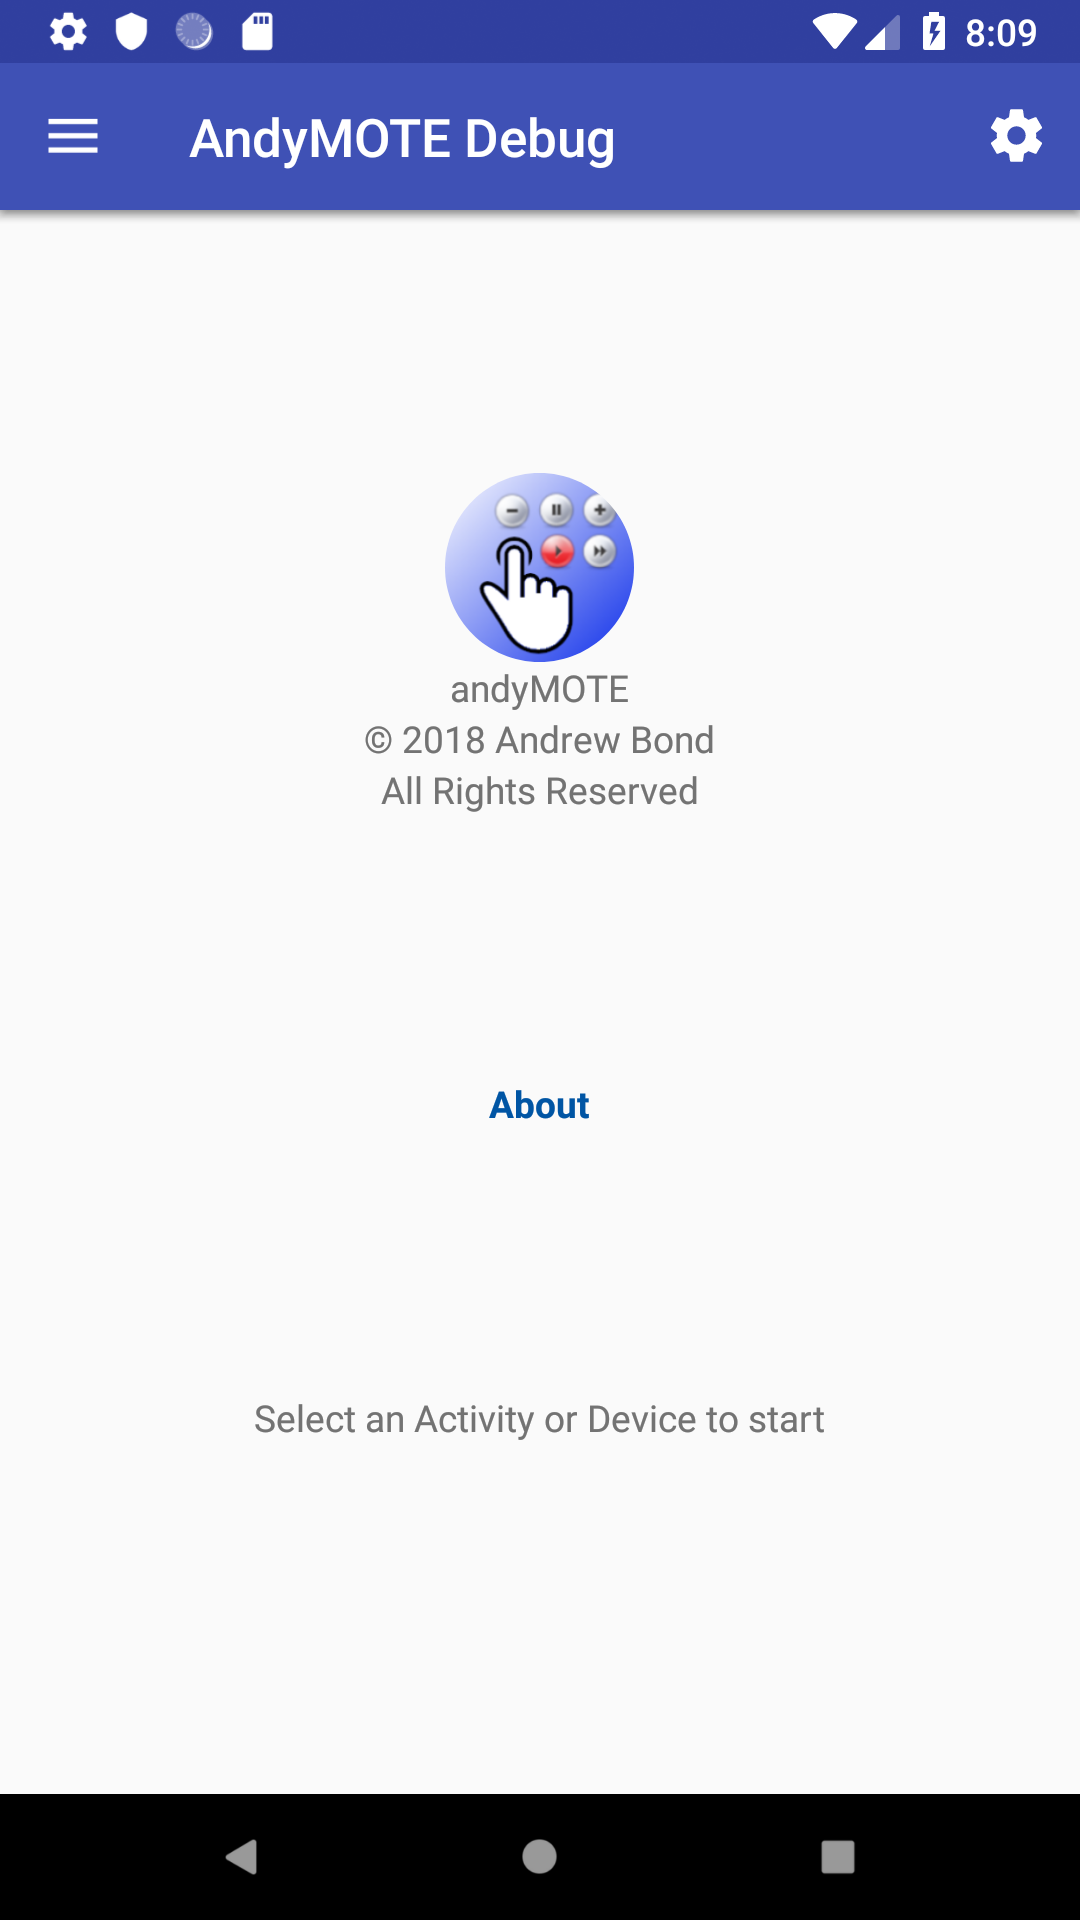 8:09
AndyMOTE Debug
andyMOTE
© 2018 Andrew Bond
All Rights Reserved
About
Select an Activity or Device to start